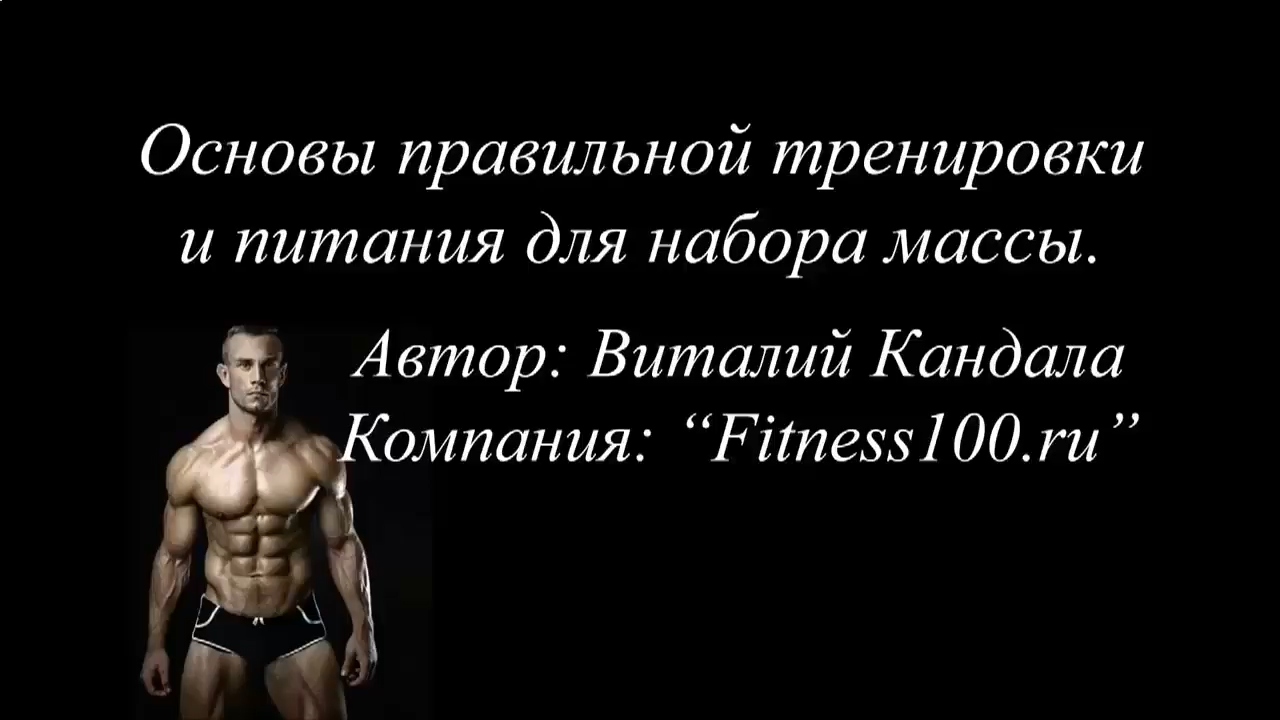 Основы правильной тренировки
и питания для набора массы.
Автор: Виталий Кандала
Компания: “Fitness100.ru”